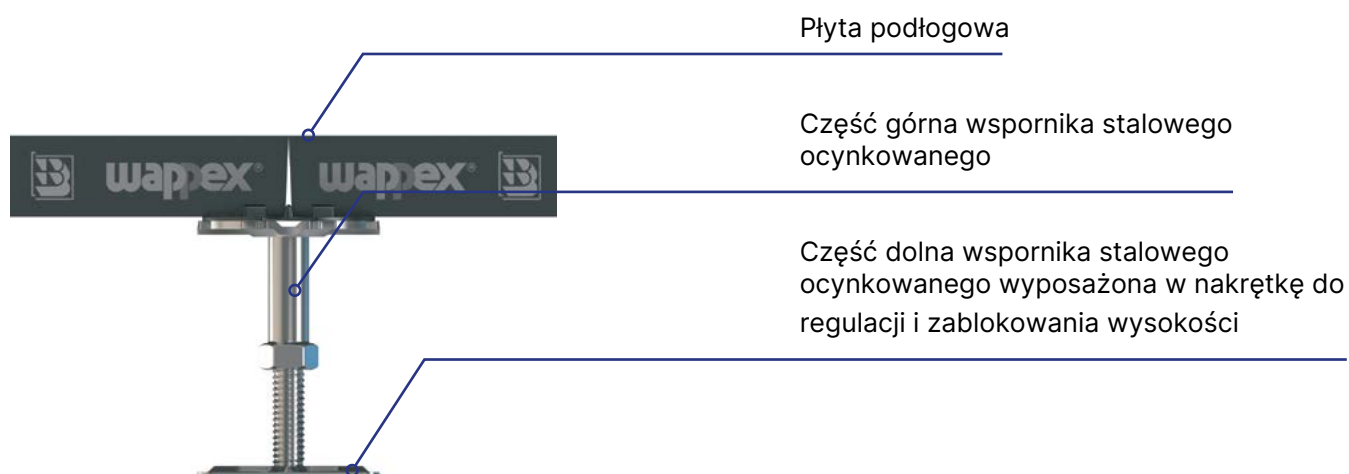 Płyta podłogowa
Część górna wspornika stalowego
ocynkowanego
wappex® wappex®
Część dolna wspornika stalowego
ocynkowanego wyposażona w nakrętkę do
regulacji i zablokowania wysokości